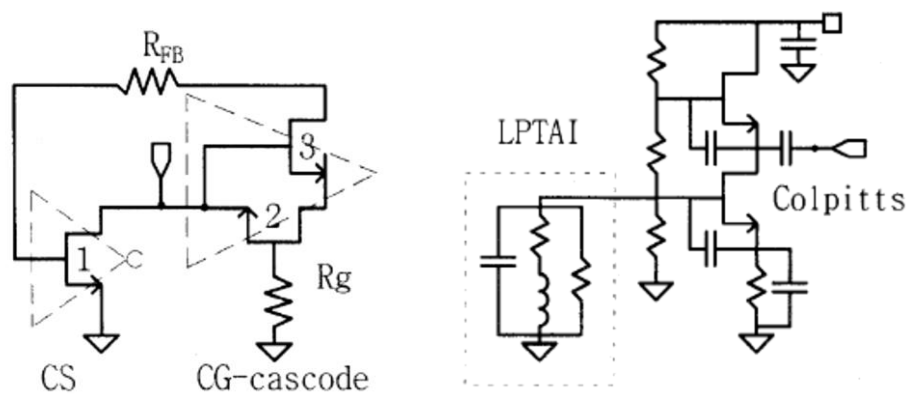 R_FB
LPTAI
3
2
1
Colpitts
Rg
CS
CG-cascode